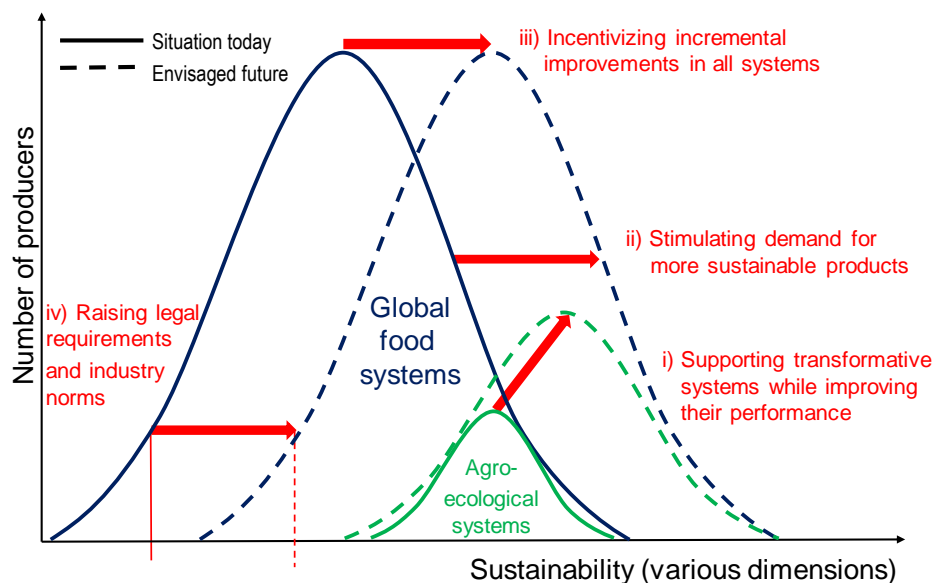 Situation today
Envisaged future
iii) Incentivizing incremental
improvements in all systems
Number of producers
ii) Stimulating demand for
more sustainable products
iv) Raising legal
requirements
and industry
norms
Global
food
systems
i) Supporting transformative
systems while improving
their performance
Agro-
ecological
systems
Sustainability (various dimensions)